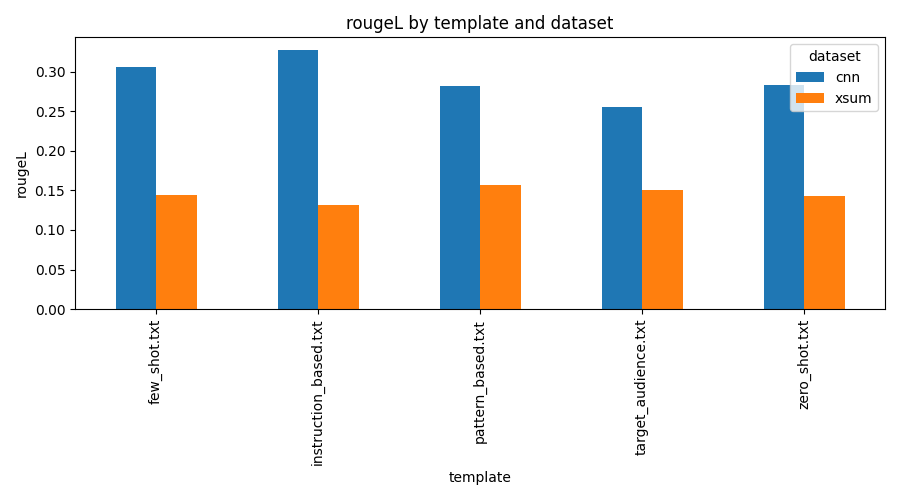 rougeL by template and dataset
dataset
cnn
xsum
rougeL
0.30
0.25
0.20
0.15
0.10
0.05
0.00
few_shot.txt
instruction_based.txt
pattern_based.txt
target_audience.txt
zero_shot.txt
template